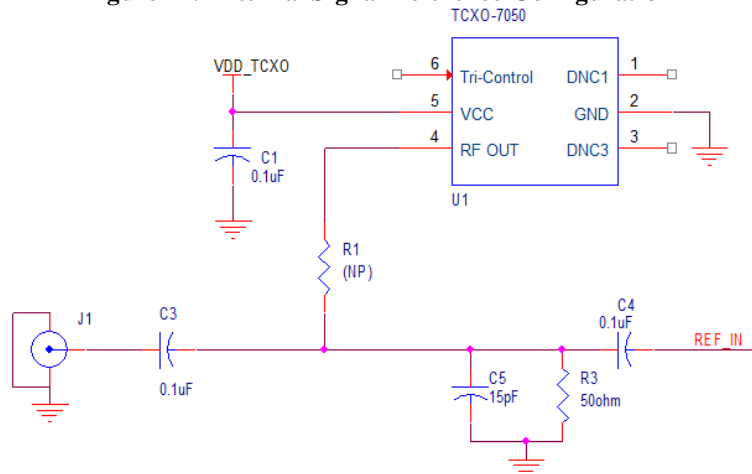 TCXO-7050
VDD_TCXO
6 Tri-Control DNC1 1
5 VCC GND 2
4 RF OUT DNC3 3
C1
0.1uF
U1
R1
(NP)
J1
C3
0.1uF
C4
0.1uF
REF_IN
C5
15pF
R3
50ohm